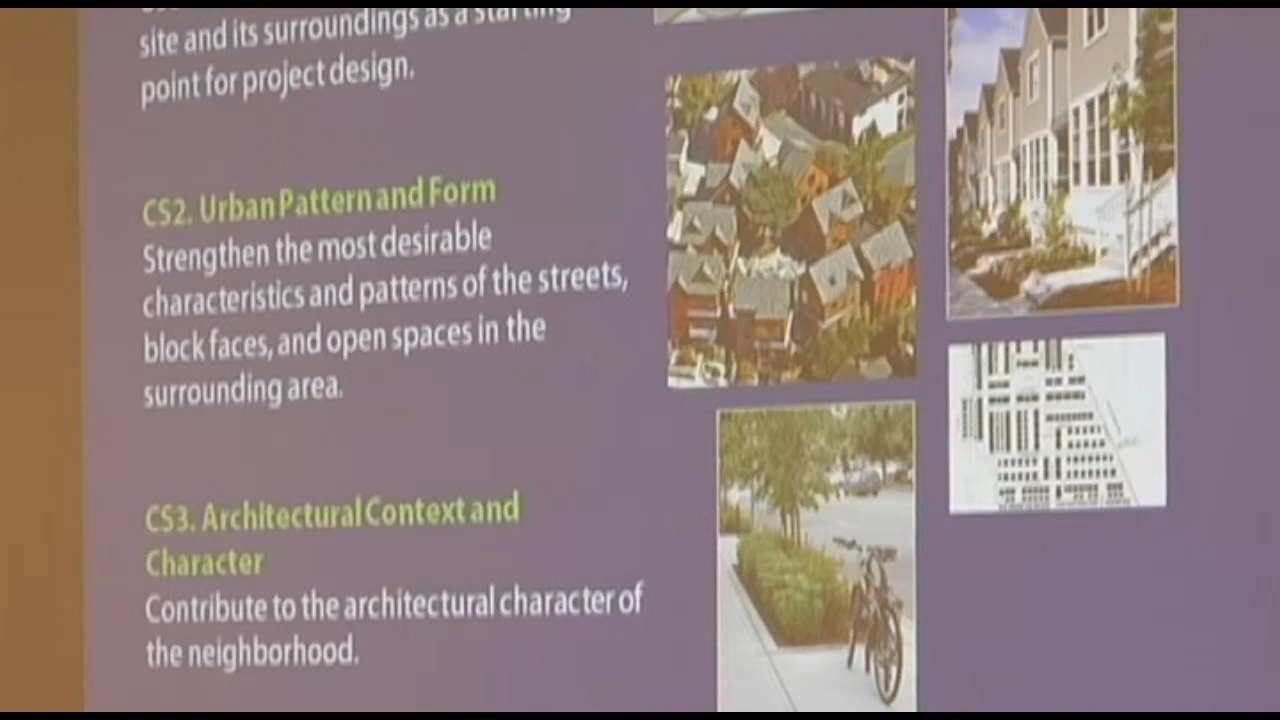 site and its surroundings as a starting
point for project design.
CS2. Urban Pattern and Form
Strengthen the most desirable
characteristics and patterns of the streets,
block faces, and open spaces in the
surrounding area.
CS3. Architectural Context and
Character
Contribute to the architectural character of
the neighborhood.